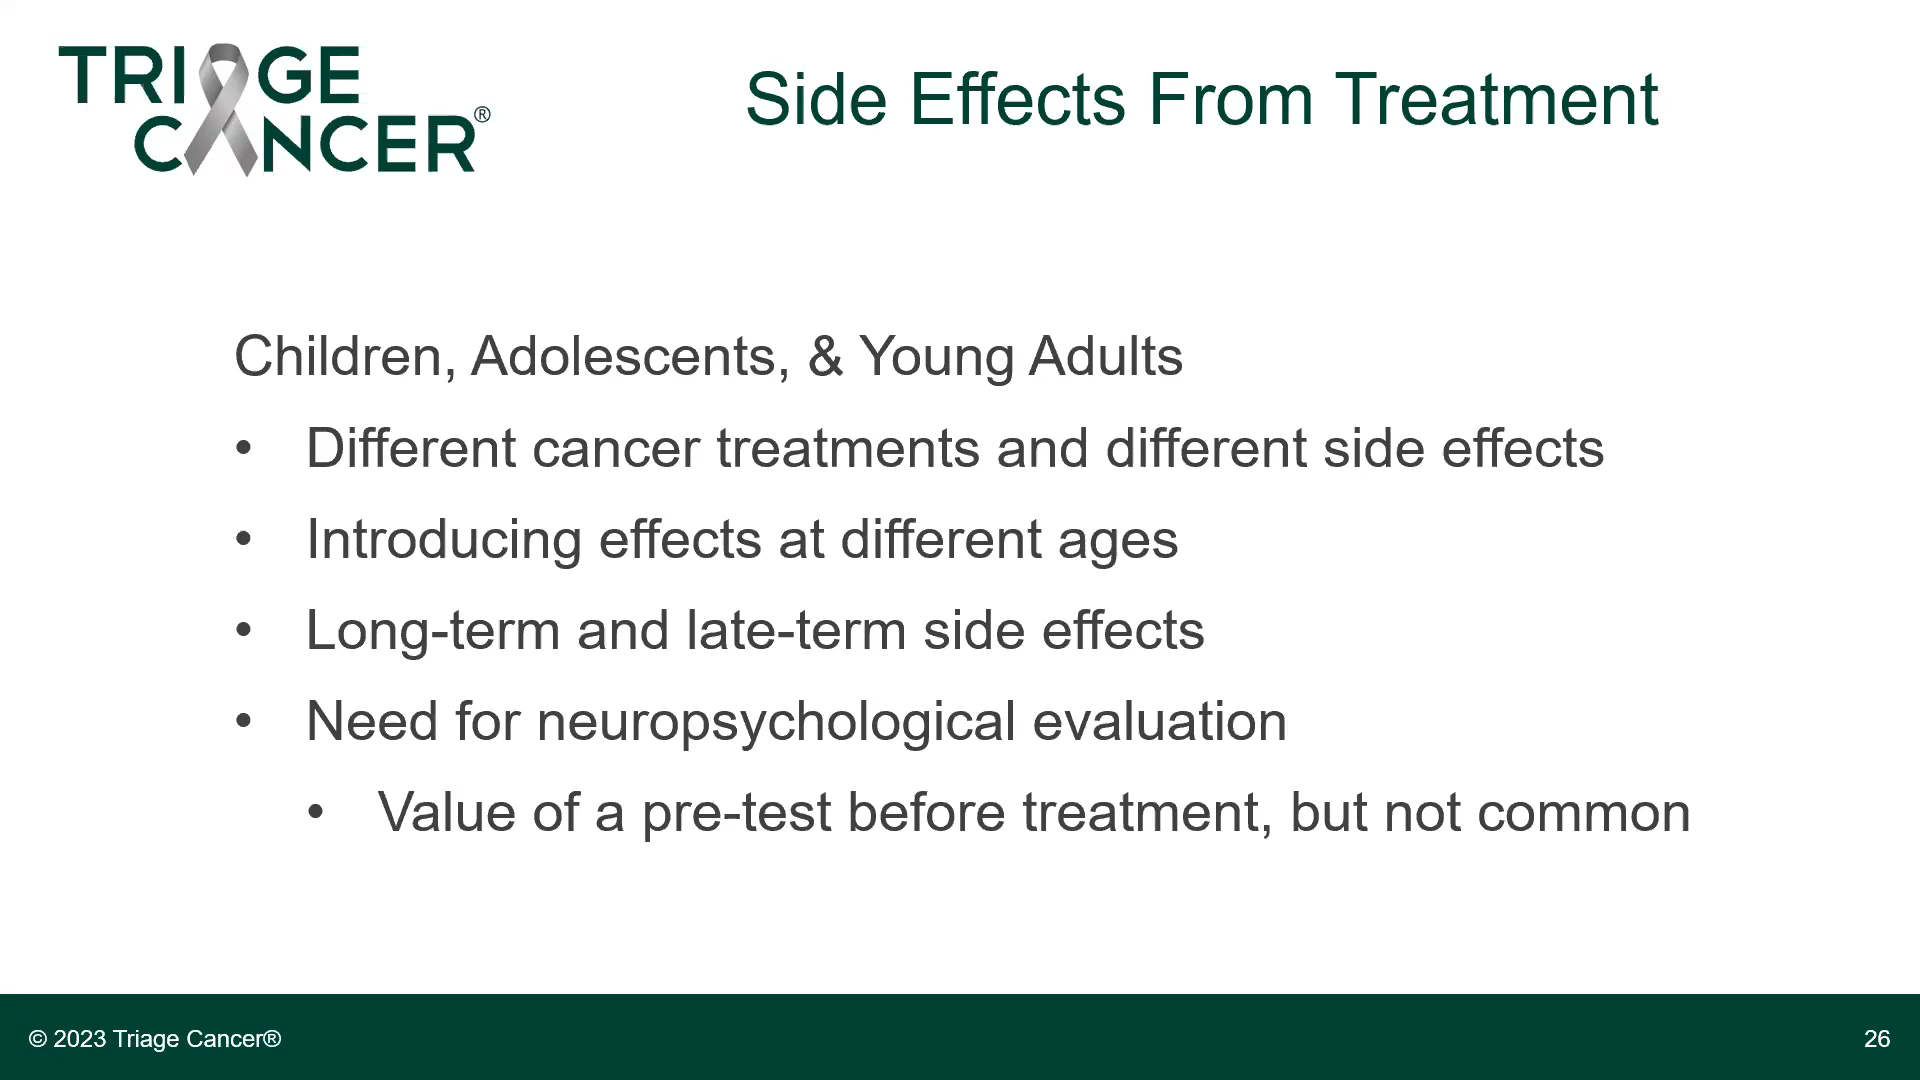 TRIAGE
CANCER®
Side Effects From Treatment
Children, Adolescents, & Young Adults
• Different cancer treatments and different side effects
• Introducing effects at different ages
• Long-term and late-term side effects
• Need for neuropsychological evaluation
• Value of a pre-test before treatment, but not common
© 2023 Triage Cancer®
26